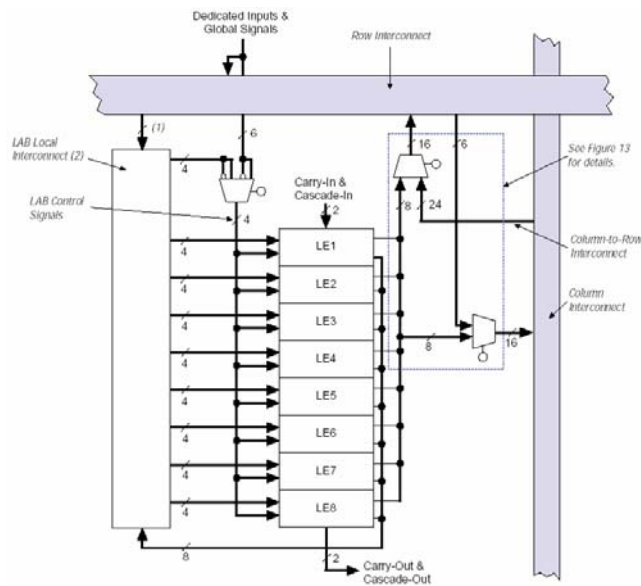 Dedicated Inputs &
Global Signals
Row Interconnect
(1)
6
16
6
LAB Local
Interconnect (2)
4
See Figure 13
for details.
Carry-In &
Cascade-In
LAB Control
Signals
4
2
8
24
Column-to-Row
Interconnect
LE1
4
LE2
4
Column
Interconnect
LE3
4
8
16
LE4
4
LE5
4
LE6
4
LE7
4
LE8
4
8
2
Carry-Out &
Cascade-Out